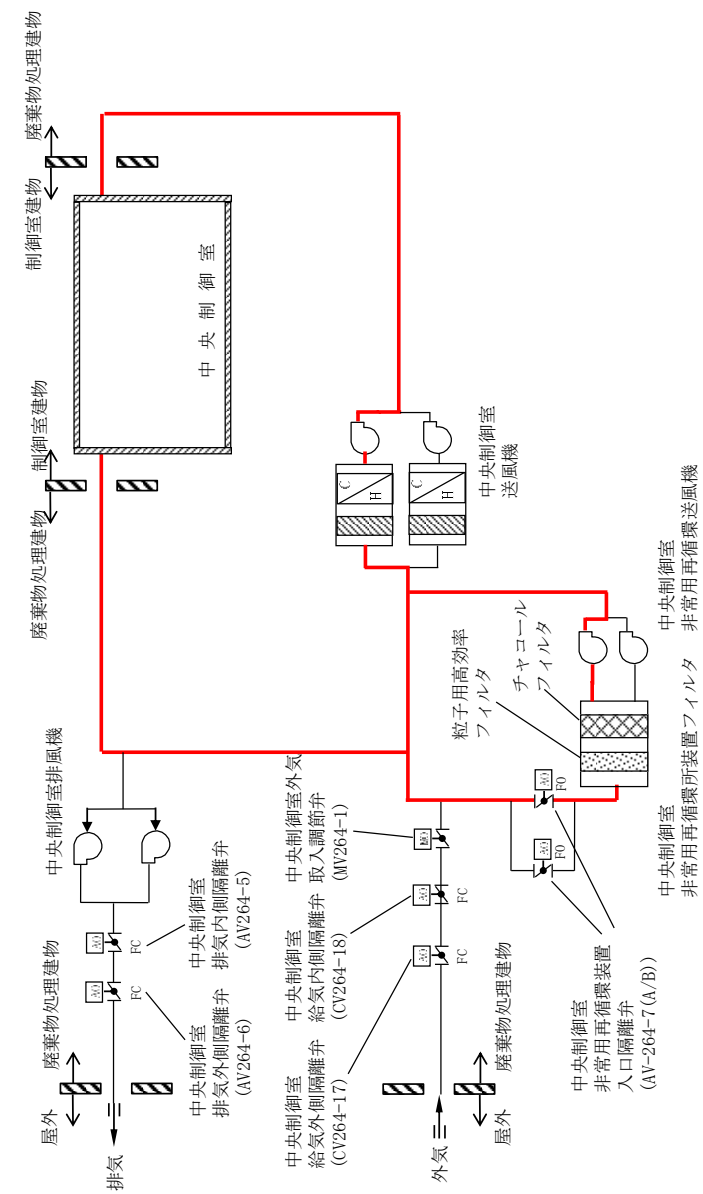 屋外
廃棄物処理建物
排気
中央制御室
排気外側隔離弁
(AV264-6)
中央制御室
排気内側隔離弁
(AV264-5)
AO
FC
AO
FC
中央制御室排風機
廃棄物処理建物
制御室建物
中央制御室
制御室建物
廃棄物処理建物
中央制御室
給気外側隔離弁
(CV264-17)
中央制御室
給気内側隔離弁
(CV264-18)
中央制御室外気
取入調節弁
(MV264-1)
AO
FC
AO
FC
MO
外気
屋外
廃棄物処理建物
C
H
C
H
中央制御室
送風機
粒子用高効率
フィルタ
チャコール
フィルタ
AO
FO
AO
FO
中央制御室
非常用再循環装置
入口隔離弁
(AV-264-7(A/B))
中央制御室
非常用再循環所装置フィルタ
中央制御室
非常用再循環送風機